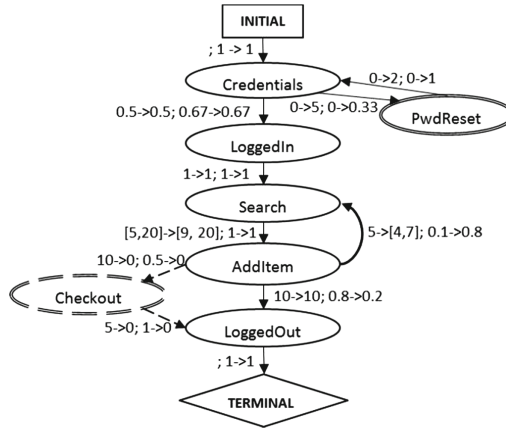 INITIAL
; 1 -> 1
0->2; 0->1
Credentials
0->5; 0->0.33
PwdReset
0.5->0.5; 0.67->0.67
LoggedIn
1->1; 1->1
Search
[5,20]->[9, 20]; 1->1
5->[4,7]; 0.1->0.8
10->0; 0.5->0
AddItem
Checkout
10->10; 0.8->0.2
5->0; 1->0
LoggedOut
; 1->1
TERMINAL